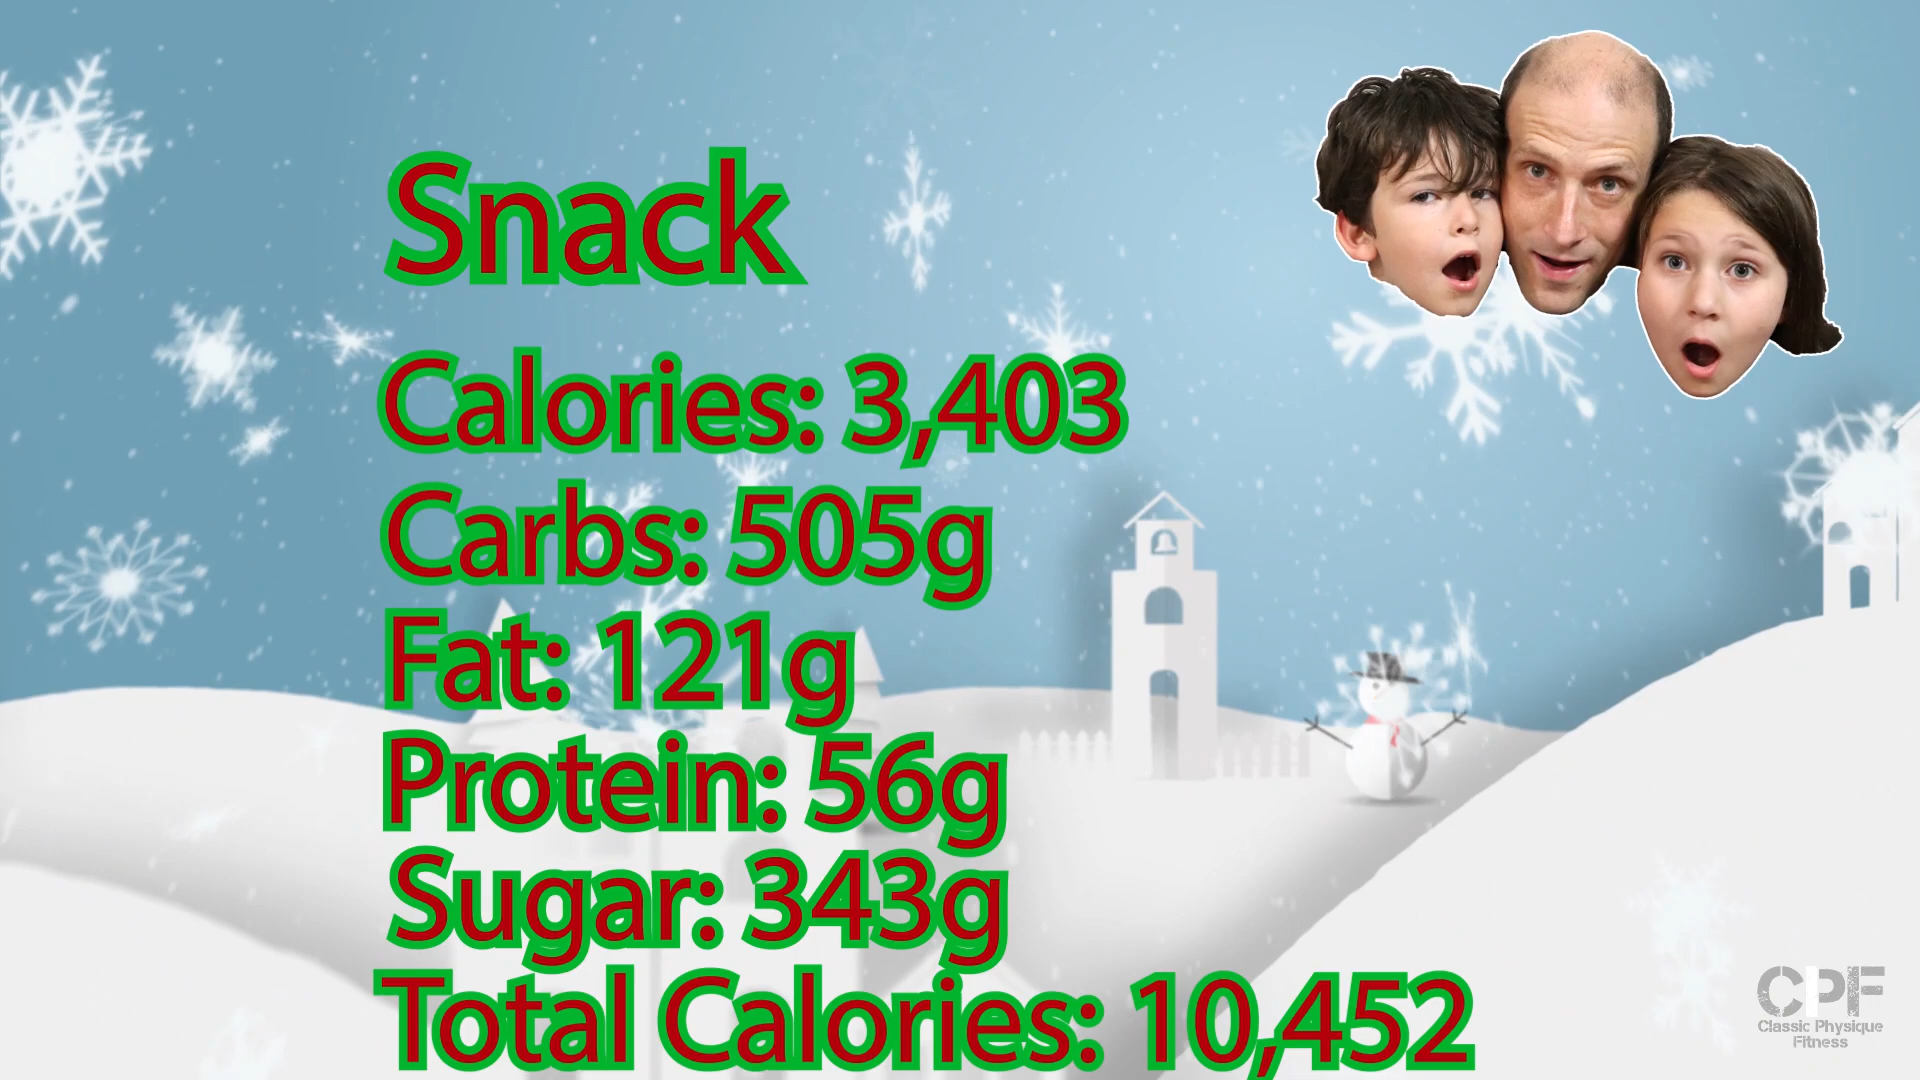 Snack
Calories: 3,403
Carbs: 505g
Fat: 121g
Protein: 56g
Sugar: 343g
Total Calories: 10,452
CPF
Classic Physique
Fitness